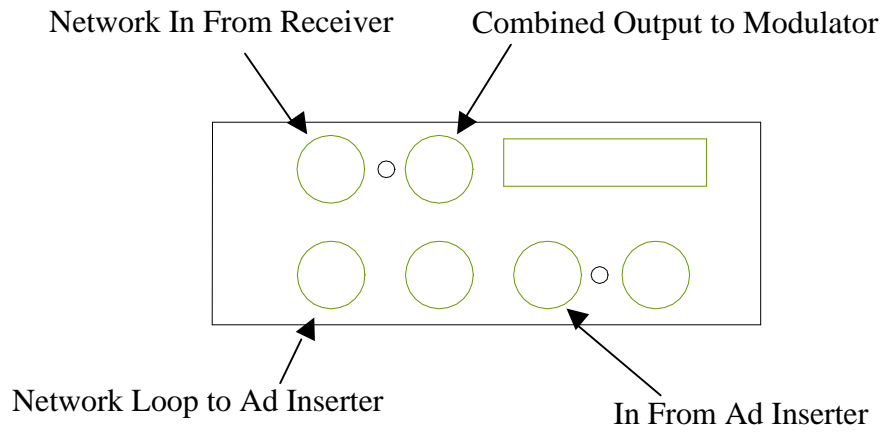 Network In From Receiver
Combined Output to Modulator
Network Loop to Ad Inserter
In From Ad Inserter